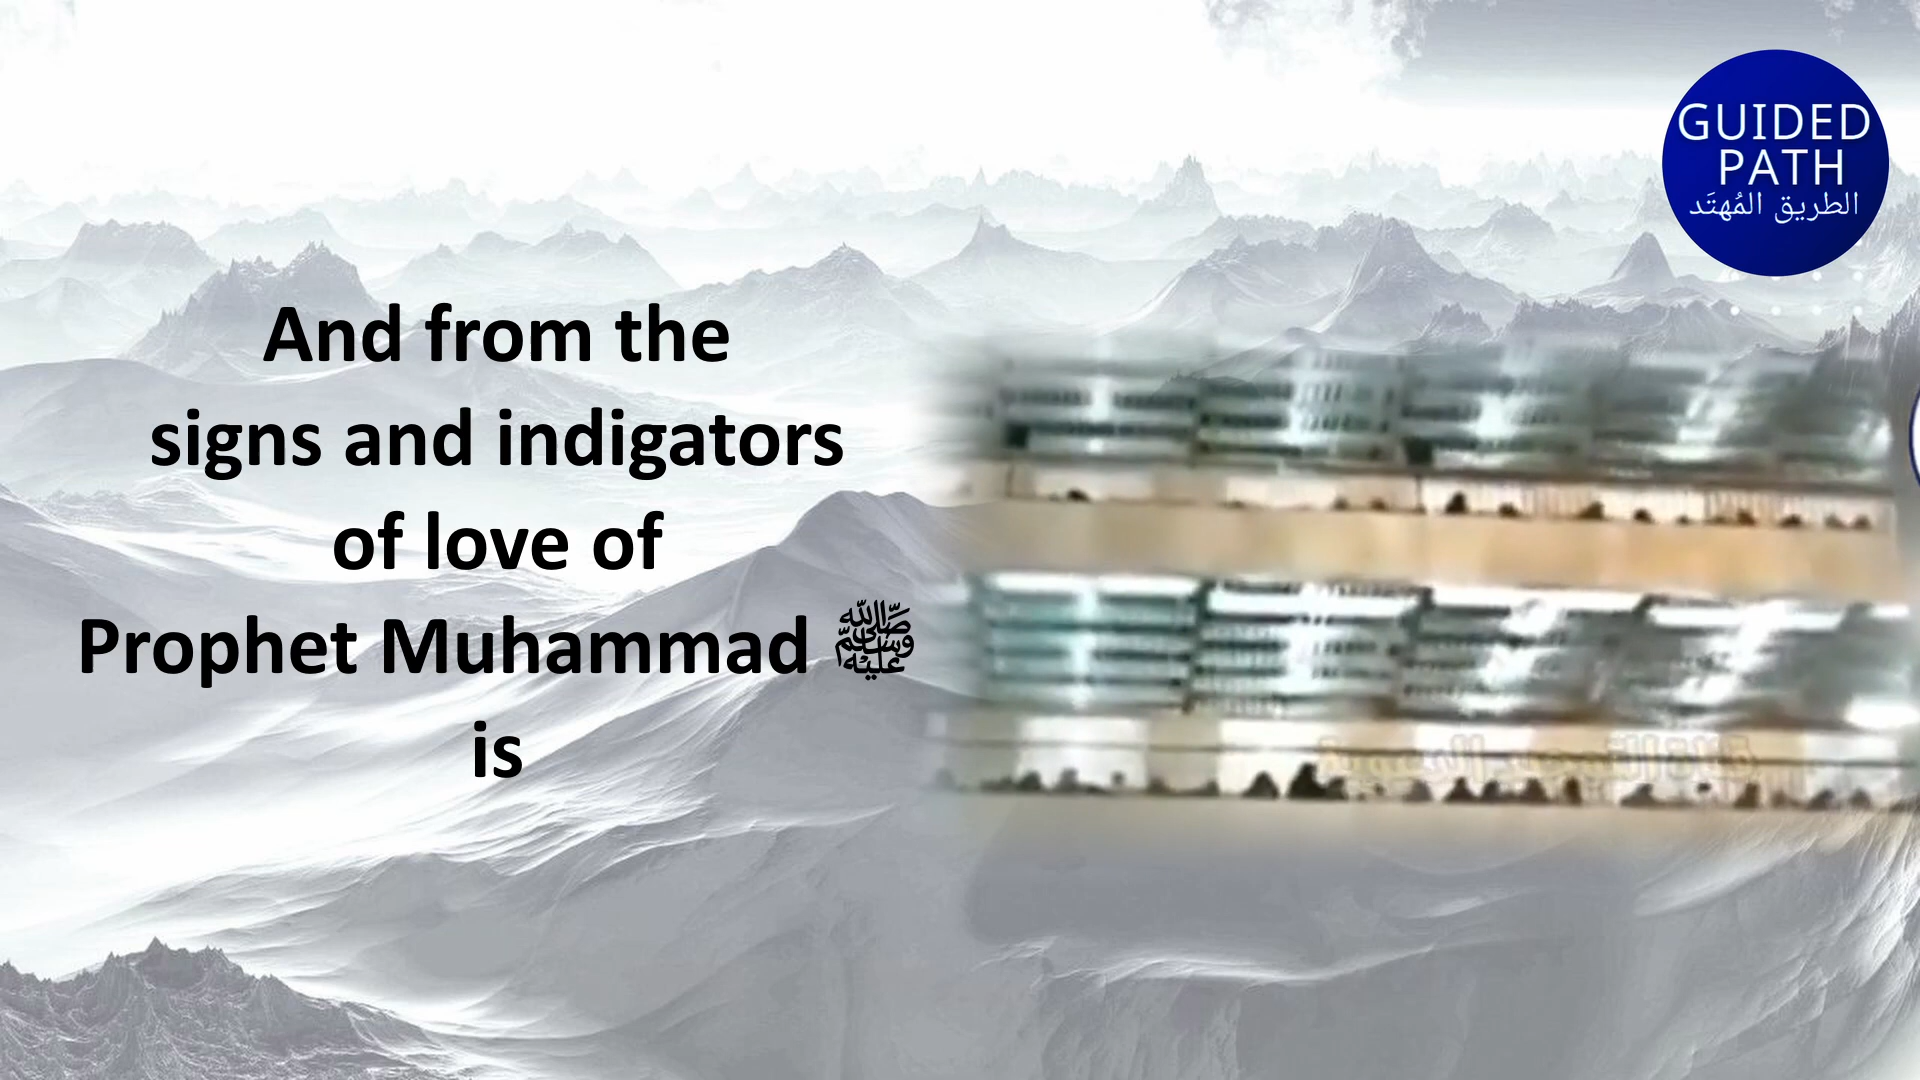 GUIDED
PATH
الطريق المُهتَد
And from the
signs and indigators
of love of
Prophet Muhammad ﷺ
is